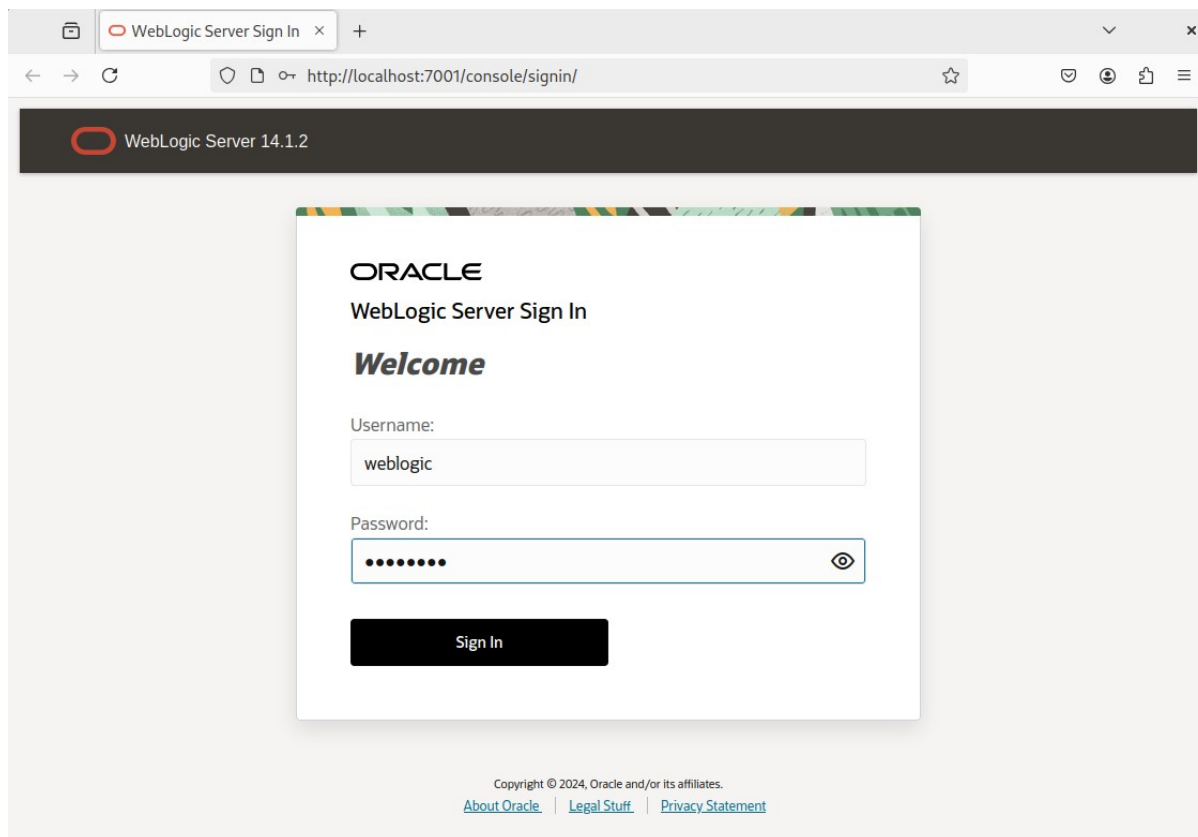 WebLogic Server Sign In
http://localhost:7001/console/signin/
WebLogic Server 14.1.2
ORACLE
WebLogic Server Sign In
Welcome
Username:
weblogic
Password:
••••••••
Sign In
Copyright © 2024, Oracle and/or its affiliates.
About Oracle | Legal Stuff | Privacy Statement